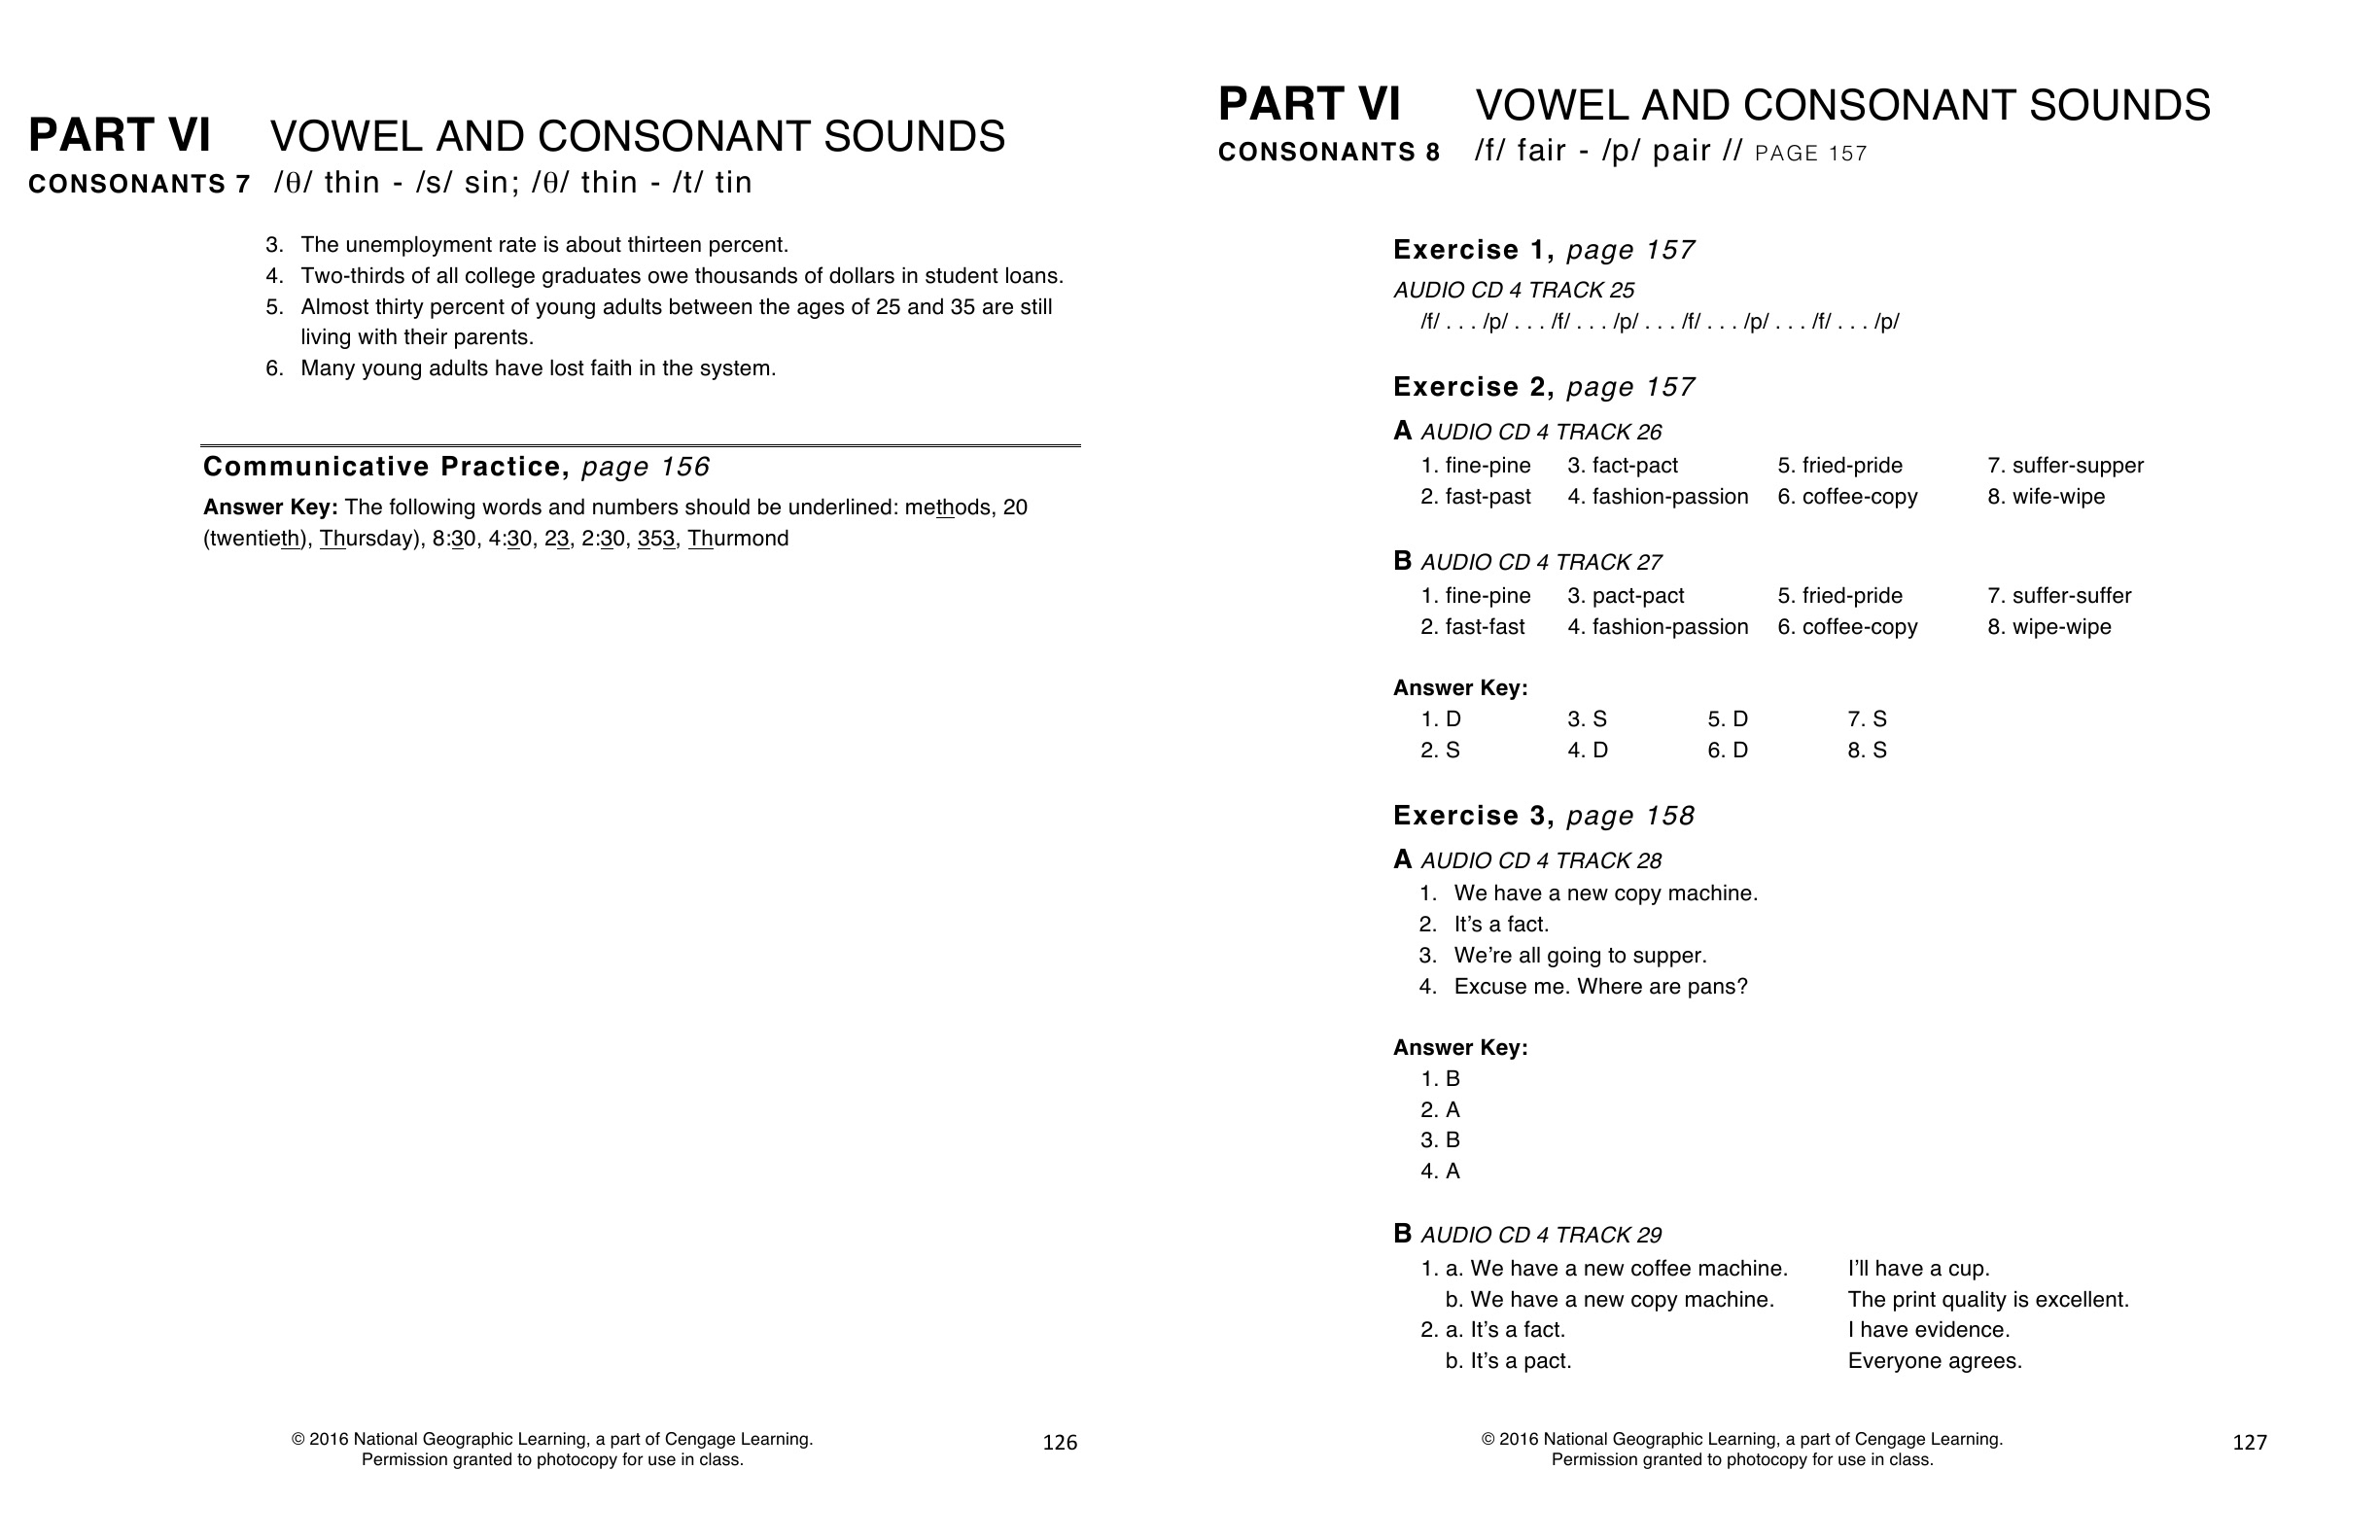 PART VI VOWEL AND CONSONANT SOUNDS
CONSONANTS 7 /θ/ thin - /s/ sin; /θ/ thin - /t/ tin
3. The unemployment rate is about thirteen percent.
4. Two-thirds of all college graduates owe thousands of dollars in student loans.
5. Almost thirty percent of young adults between the ages of 25 and 35 are still
living with their parents.
6. Many young adults have lost faith in the system.
Communicative Practice, page 156
Answer Key: The following words and numbers should be underlined: methods, 20
(twentieth), Thursday), 8:30, 4:30, 23, 2:30, 353, Thurmond
© 2016 National Geographic Learning, a part of Cengage Learning.
Permission granted to photocopy for use in class.
126
PART VI VOWEL AND CONSONANT SOUNDS
CONSONANTS 8 /f/ fair - /p/ pair // PAGE 157
Exercise 1, page 157
AUDIO CD 4 TRACK 25
/f/ . . . /p/ . . . /f/ . . . /p/ . . . /f/ . . . /p/ . . . /f/ . . . /p/
Exercise 2, page 157
A AUDIO CD 4 TRACK 26
1. fine-pine 3. fact-pact 5. fried-pride 7. suffer-supper
2. fast-past 4. fashion-passion 6. coffee-copy 8. wife-wipe
B AUDIO CD 4 TRACK 27
1. fine-pine 3. pact-pact 5. fried-pride 7. suffer-suffer
2. fast-fast 4. fashion-passion 6. coffee-copy 8. wipe-wipe
Answer Key:
1. D 3. S 5. D 7. S
2. S 4. D 6. D 8. S
Exercise 3, page 158
A AUDIO CD 4 TRACK 28
1. We have a new copy machine.
2. It's a fact.
3. We're all going to supper.
4. Excuse me. Where are pans?
Answer Key:
1. B
2. A
3. B
4. A
B AUDIO CD 4 TRACK 29
1. a. We have a new coffee machine. I'll have a cup.
b. We have a new copy machine. The print quality is excellent.
2. a. It's a fact. I have evidence.
b. It's a pact. Everyone agrees.
© 2016 National Geographic Learning, a part of Cengage Learning.
Permission granted to photocopy for use in class.
127